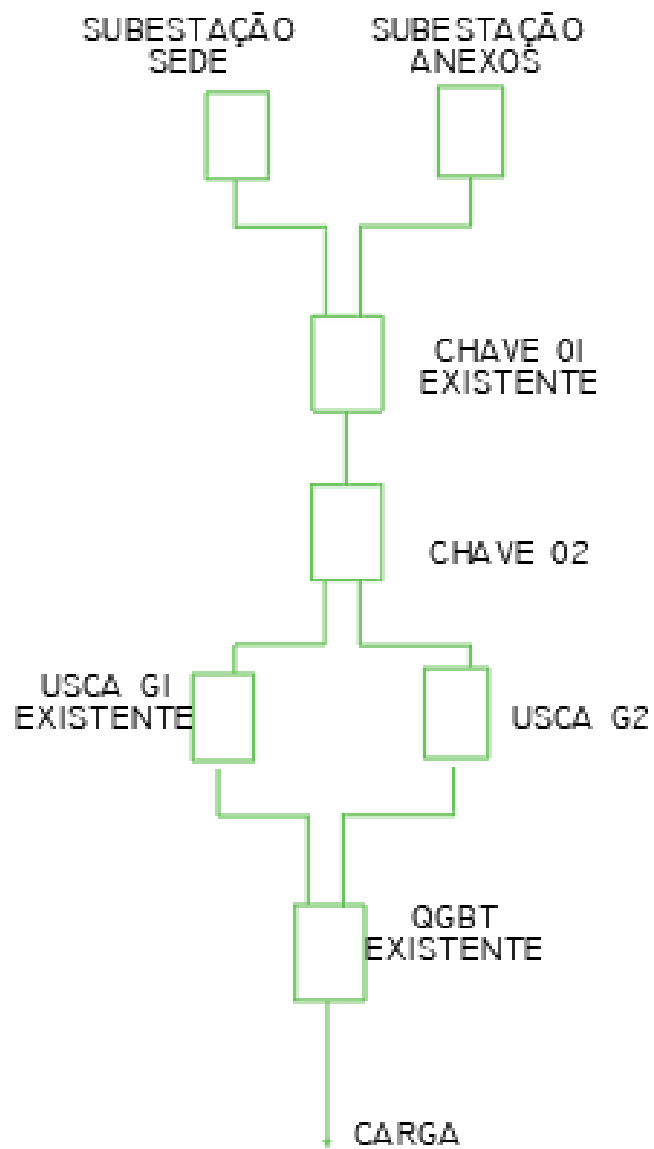 SUBESTAÇÃO
SEDE
SUBESTAÇÃO
ANEXOS
CHAVE 01
EXISTENTE
CHAVE 02
USCA G1
EXISTENTE
USCA G2
QGBT
EXISTENTE
CARGA